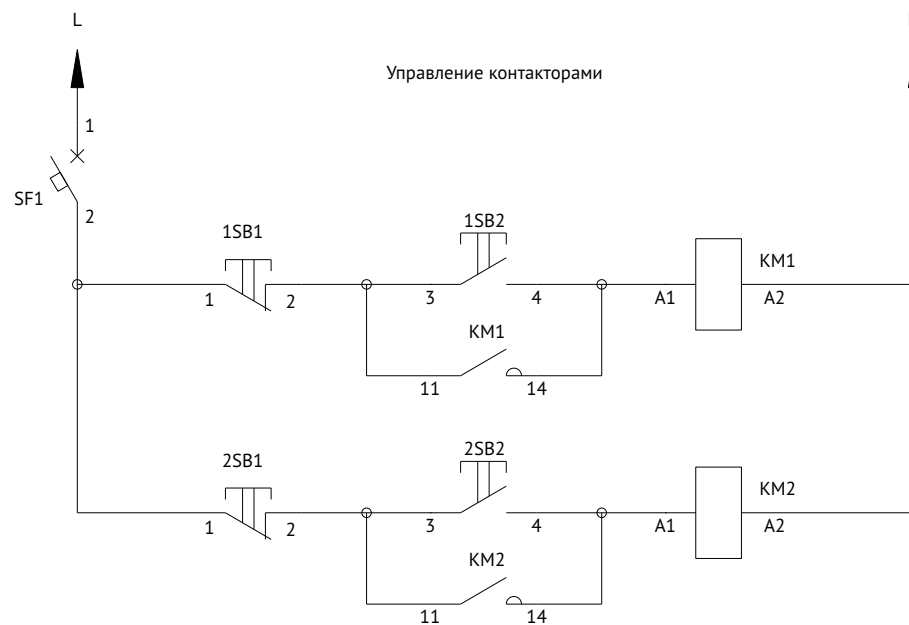 L
Управление контакторами
1
SF1
2
1SB1
1SB2
KM1
1
2
3
4
A1
A2
KM1
11
14
2SB1
2SB2
KM2
1
2
3
4
A1
A2
KM2
11
14